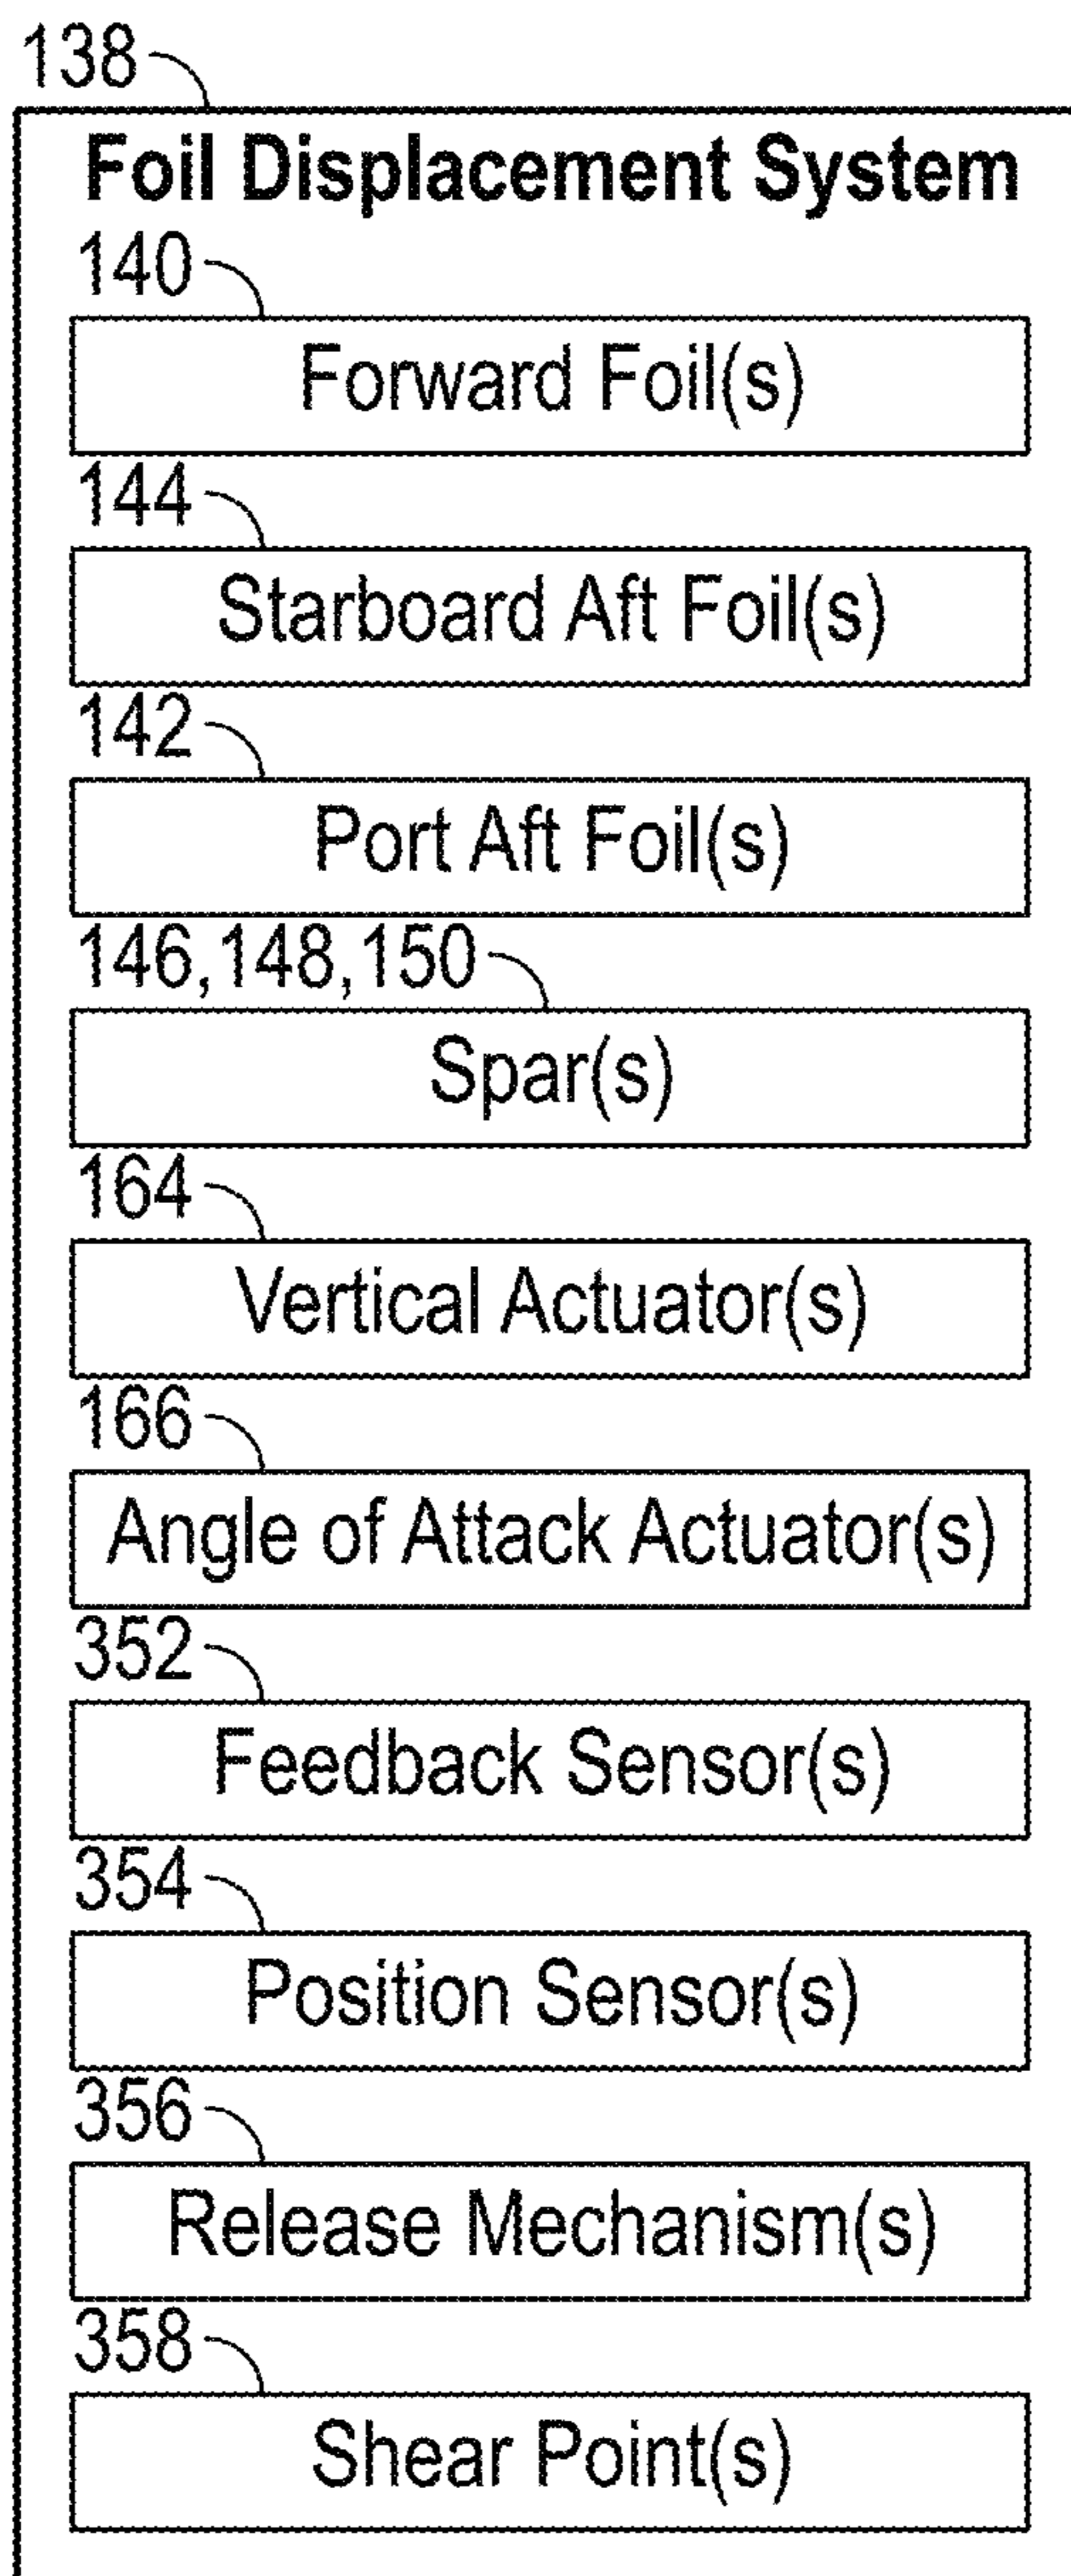 138
Foil Displacement System
140
Forward Foil(s)
144
Starboard Aft Foil(s)
142
Port Aft Foil(s)
146,148,150
Spar(s)
164
Vertical Actuator(s)
166
Angle of Attack Actuator(s)
352
Feedback Sensor(s)
354
Position Sensor(s)
356
Release Mechanism(s)
358
Shear Point(s)